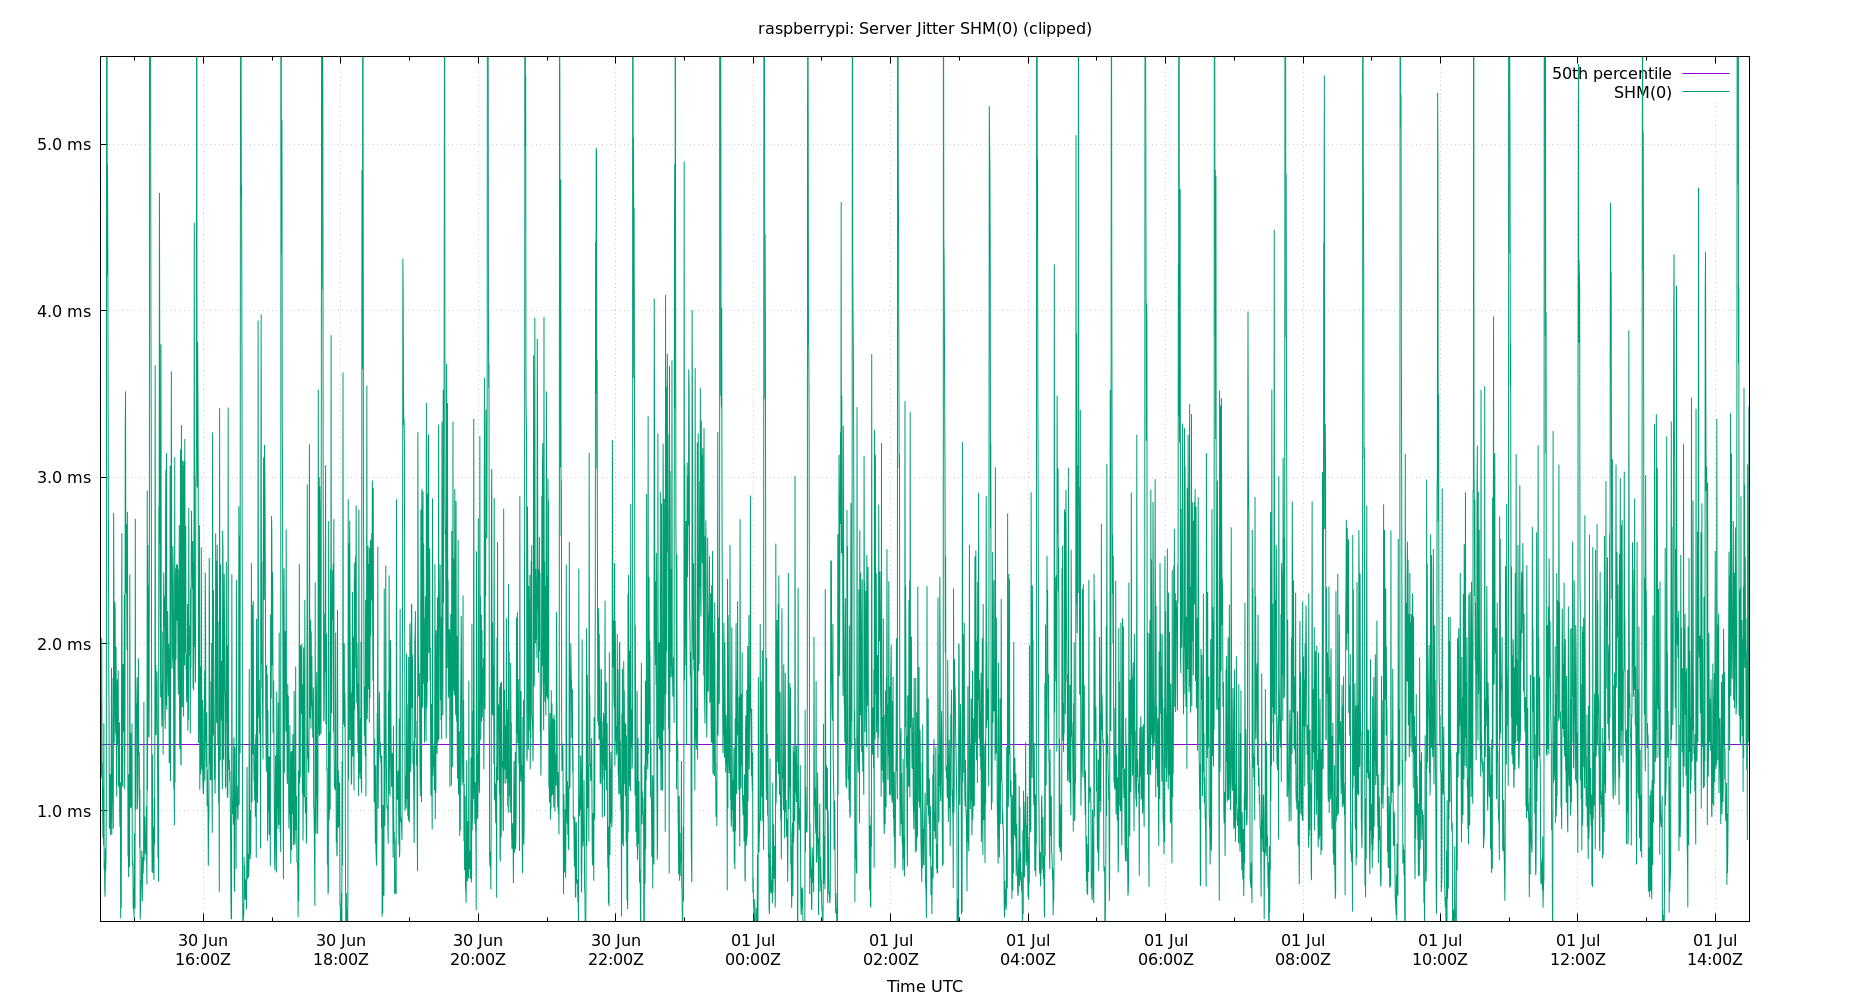 raspberrypi: Server Jitter SHM(0) (clipped)
50th percentile
SHM(0)
5.0 ms
4.0 ms
3.0 ms
2.0 ms
1.0 ms
30 Jun 30 Jun 30 Jun 30 Jun 01 Jul 01 Jul 01 Jul 01 Jul 01 Jul 01 Jul 01 Jul 01 Jul
16:00Z 18:00Z 20:00Z 22:00Z 00:00Z 02:00Z 04:00Z 06:00Z 08:00Z 10:00Z 12:00Z 14:00Z
Time UTC